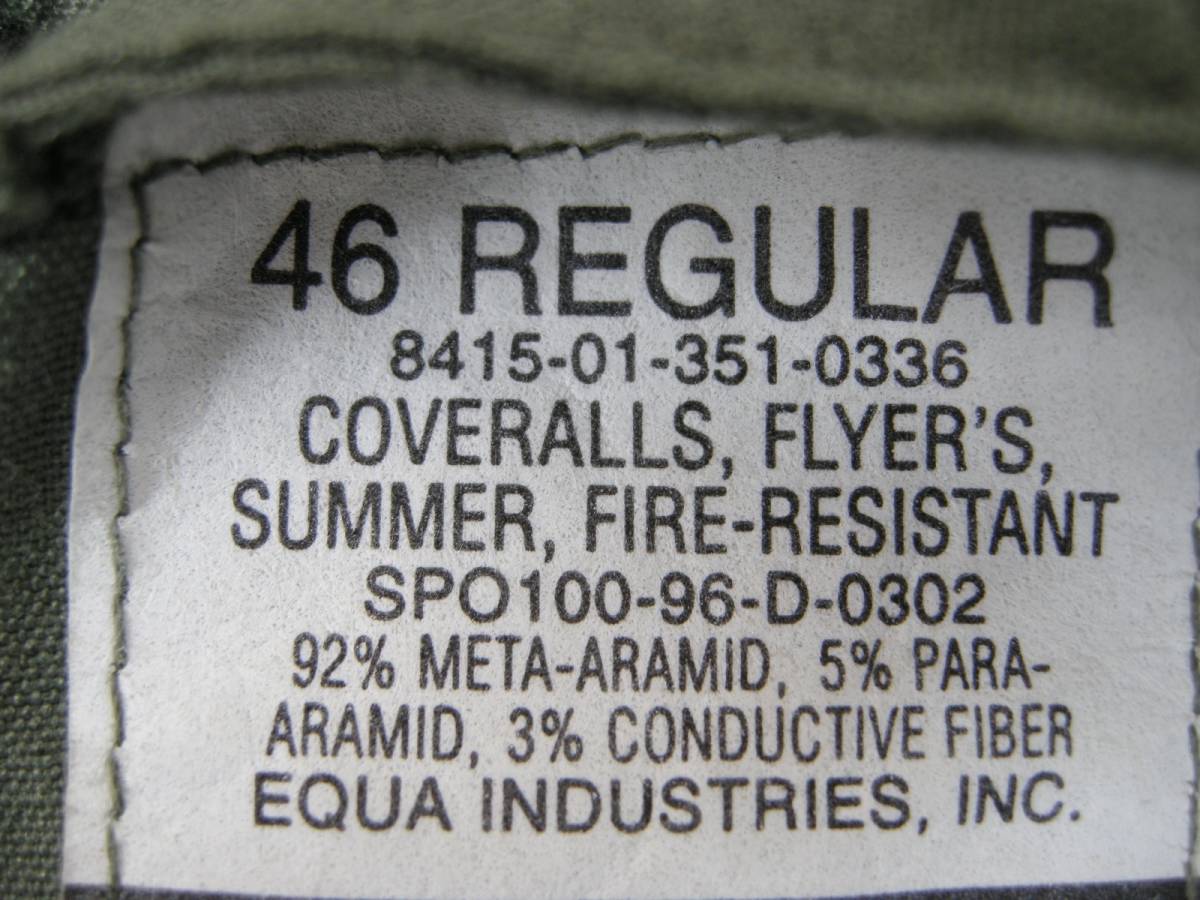 46 REGULAR
8415-01-351-0336
COVERALLS, FLYER'S,
SUMMER, FIRE-RESISTANT
SPO100-96-D-0302
92% META-ARAMID, 5% PARA-
ARAMID, 3% CONDUCTIVE FIBER
EQUA INDUSTRIES, INC.